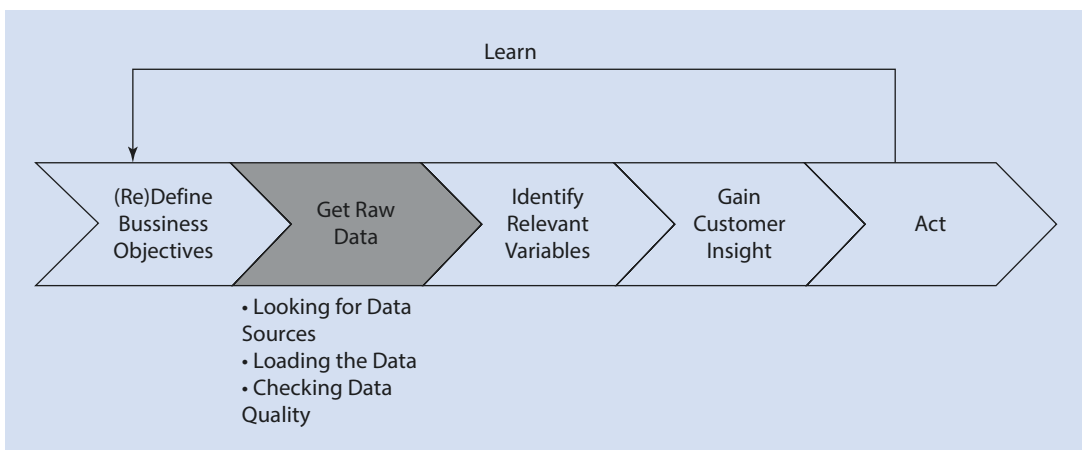 Learn
(Re)Define
Bussiness
Objectives
Get Raw
Data
Identify
Relevant
Variables
Gain
Customer
Insight
Act
• Looking for Data
Sources
• Loading the Data
• Checking Data
Quality